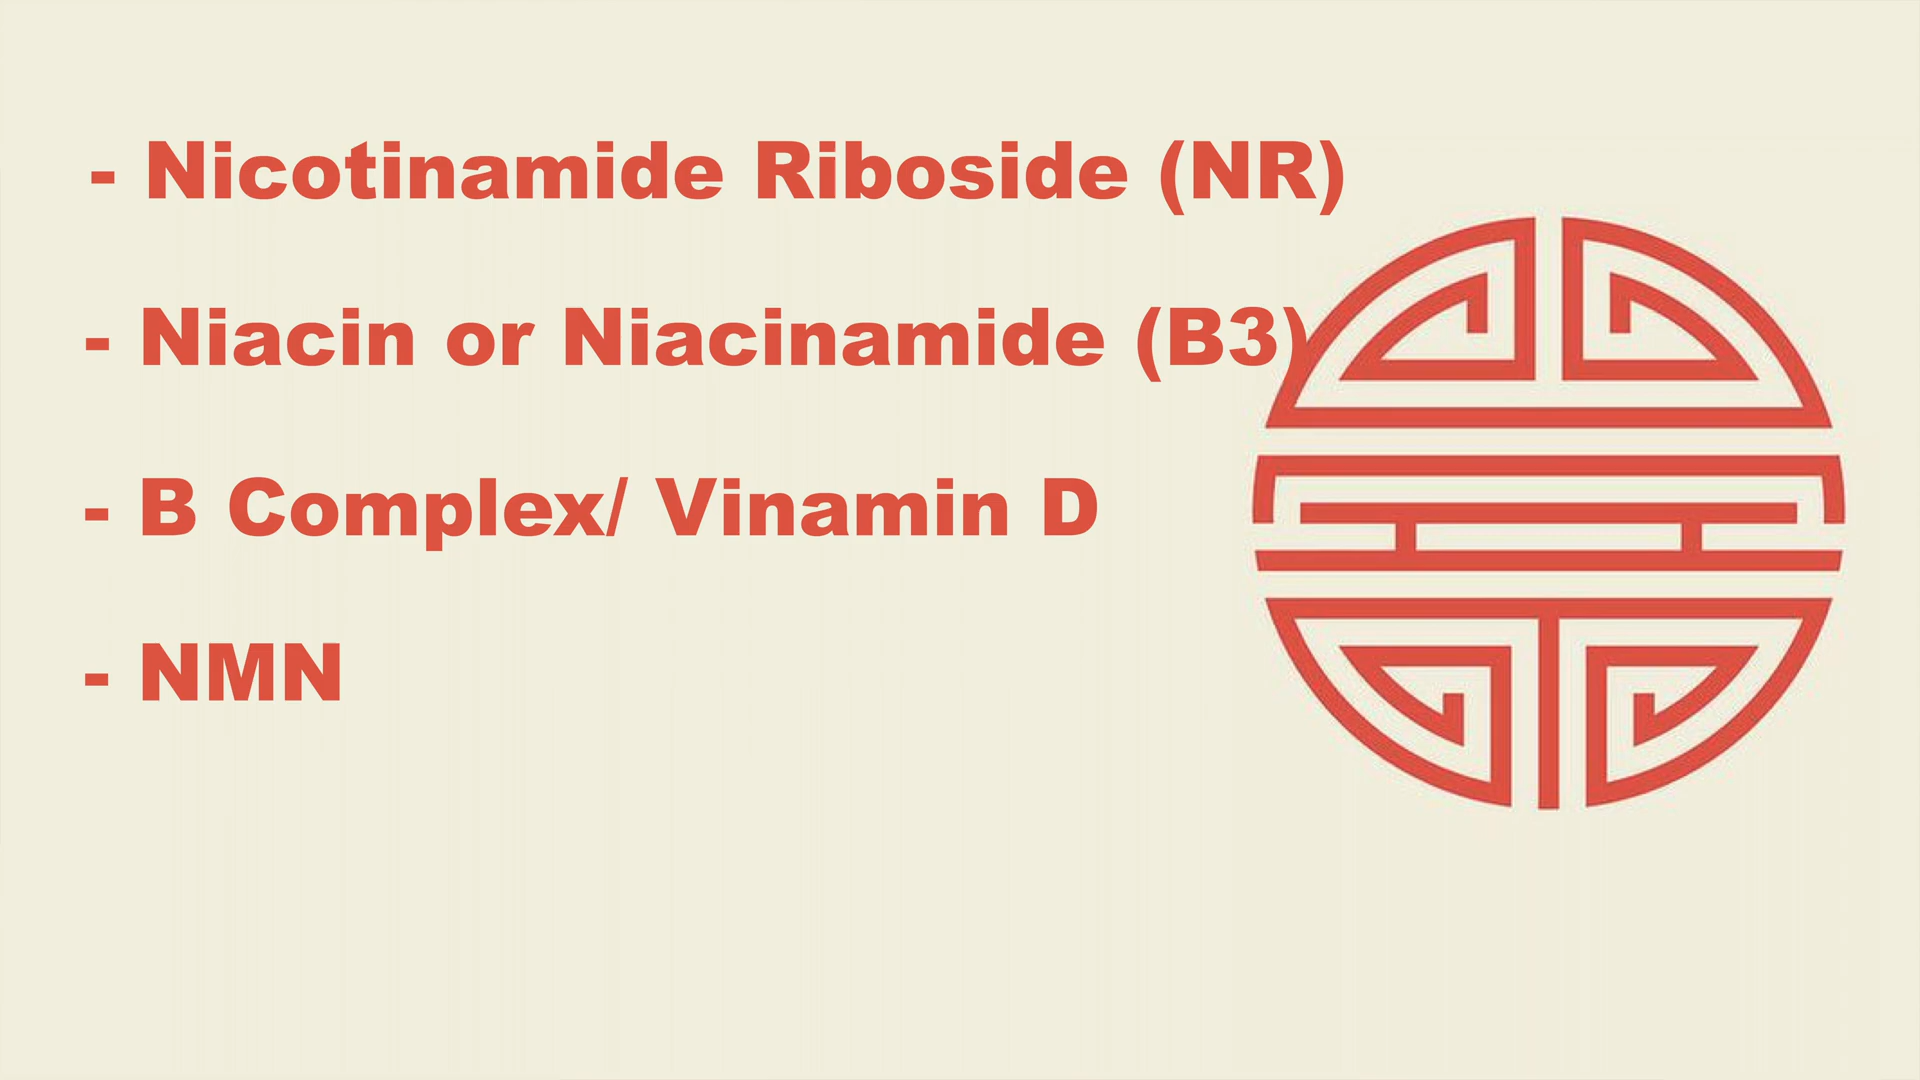 - Nicotinamide Riboside (NR)
- Niacin or Niacinamide (B3)
- B Complex/ Vinamin D
- NMN